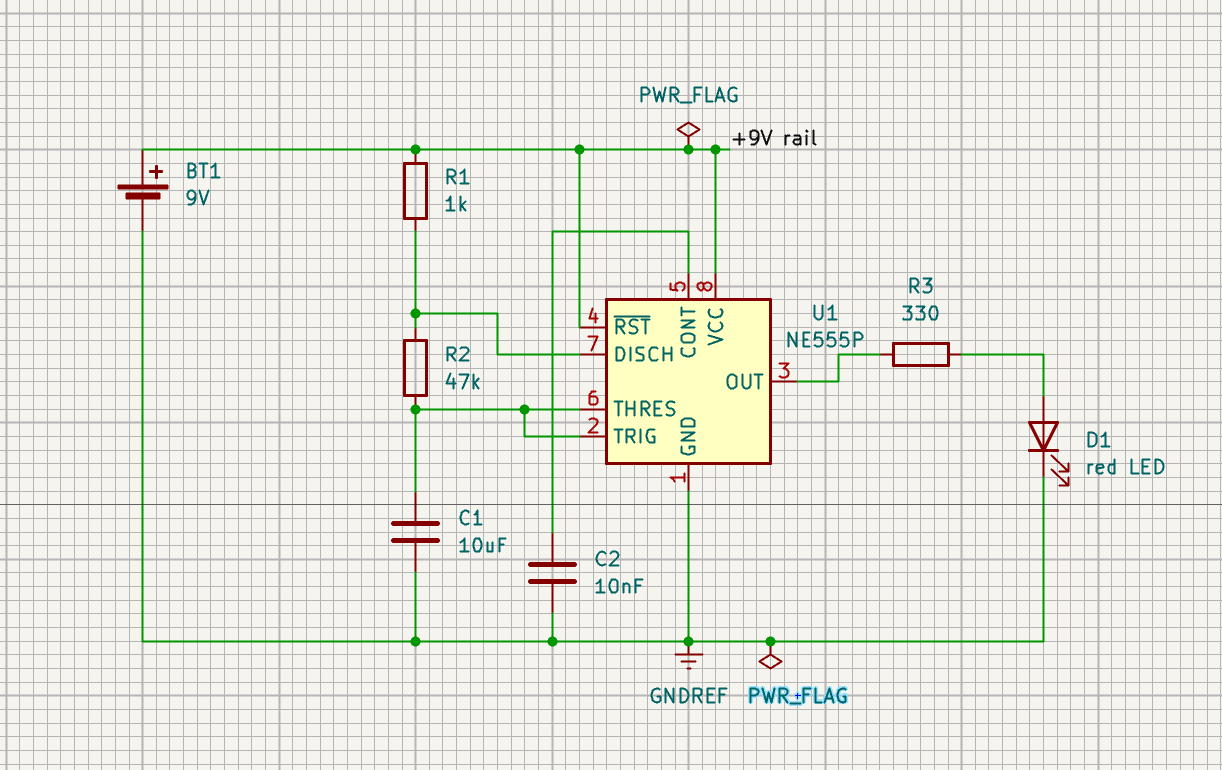 PWR_FLAG
+9V rail
BT1
9V
+
R1
1k
R2
47k
5
8
4
RST
7
DISCH
6
THRES
2
TRIG
CONT
VCC
OUT
3
GND
1
U1
NE555P
R3
330
D1
red LED
C1
10uF
C2
10nF
GNDREF
PWR_FLAG